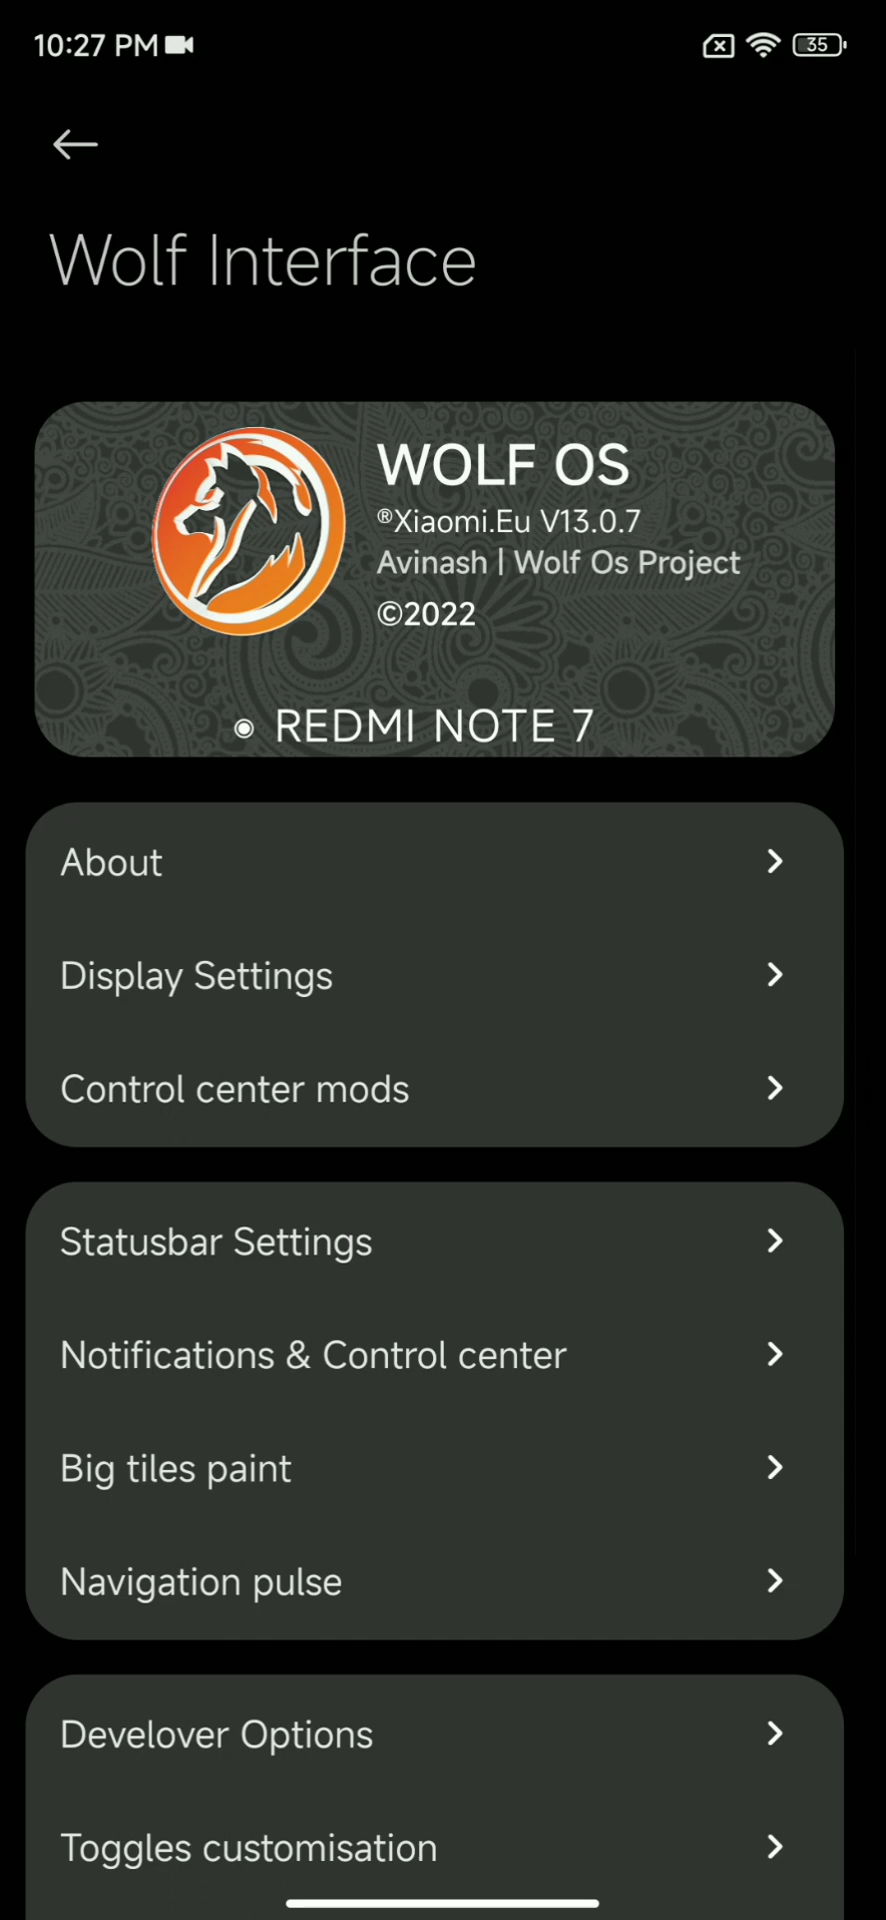 10:27 PM
35
Wolf Interface
WOLF OS
®Xiaomi.Eu V13.0.7
Avinash | Wolf Os Project
©2022
REDMI NOTE 7
About
Display Settings
Control center mods
Statusbar Settings
Notifications & Control center
Big tiles paint
Navigation pulse
Develover Options
Toggles customisation